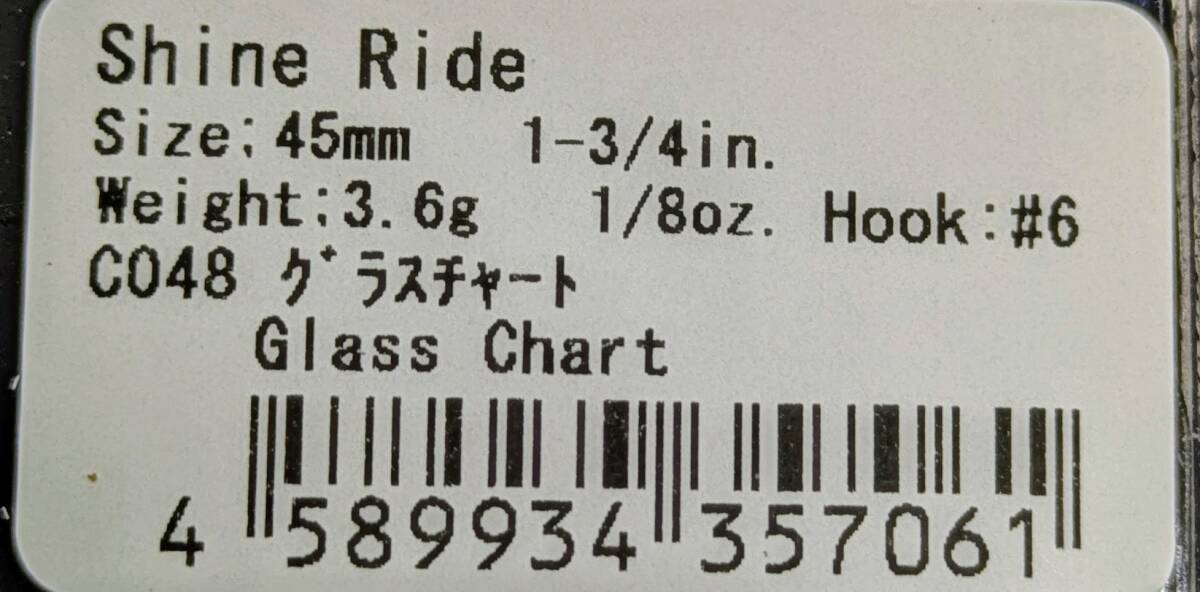 Shine Ride
Size:45mm 1-3/4in.
Weight:3.6g 1/8oz. Hook:#6
C048 グラスチャート
Glass Chart
4 589934 357061